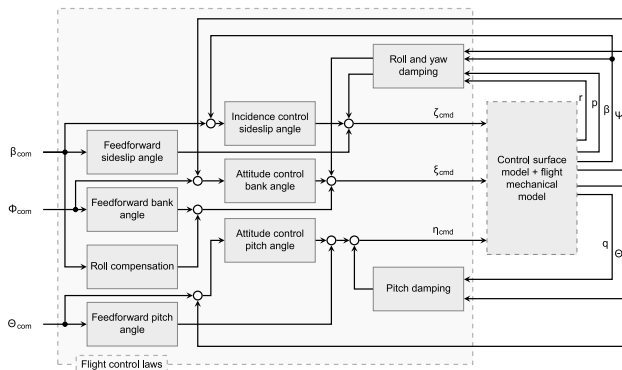 Roll and yaw
damping
Incidence control
sideslip angle
ζcmd
r
p
β
Ψ
βcom
Feedforward
sideslip angle
Attitude control
bank angle
ξcmd
Control surface
model + flight
mechanical
model
Φcom
Feedforward bank
angle
Attitude control
pitch angle
ηcmd
q
Θ
Roll compensation
Pitch damping
Θcom
Feedforward pitch
angle
Flight control laws